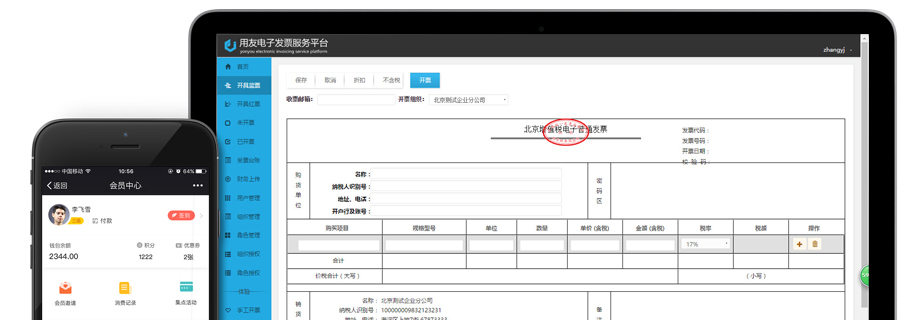 用友电子发票服务平台
yonyou electronic invoicing service platform
zhangyj
首页
开具蓝票
开具红票
未开票
已开票
发票台账
财务上传
用户管理
组织管理
角色管理
组织授权
角色授权
体验
手工开票
保存 取消 折扣 不含税 开票
收票邮箱： 开票组织： 北京测试企业分公司
北京增值税电子普通发票
发票代码：
发票号码：
开票日期：
校 验 码：
购货单位
名称：
纳税人识别号：
地址、电话：
开户行及账号：
密码区
购买项目 规格型号 单位 数量 单价 (含税) 金额 (含税) 税率 税额 操作
17%
合计
价税合计（大写） （小写）
销货
名称： 北京测试企业分公司
纳税人识别号： 100000009832123231
中国移动 10:56 64%
返回 会员中心
李飞雪
付款
签到
钱包余额 积分 优惠券
2344.00 1222 2张
会员邀请 消费记录 集点活动